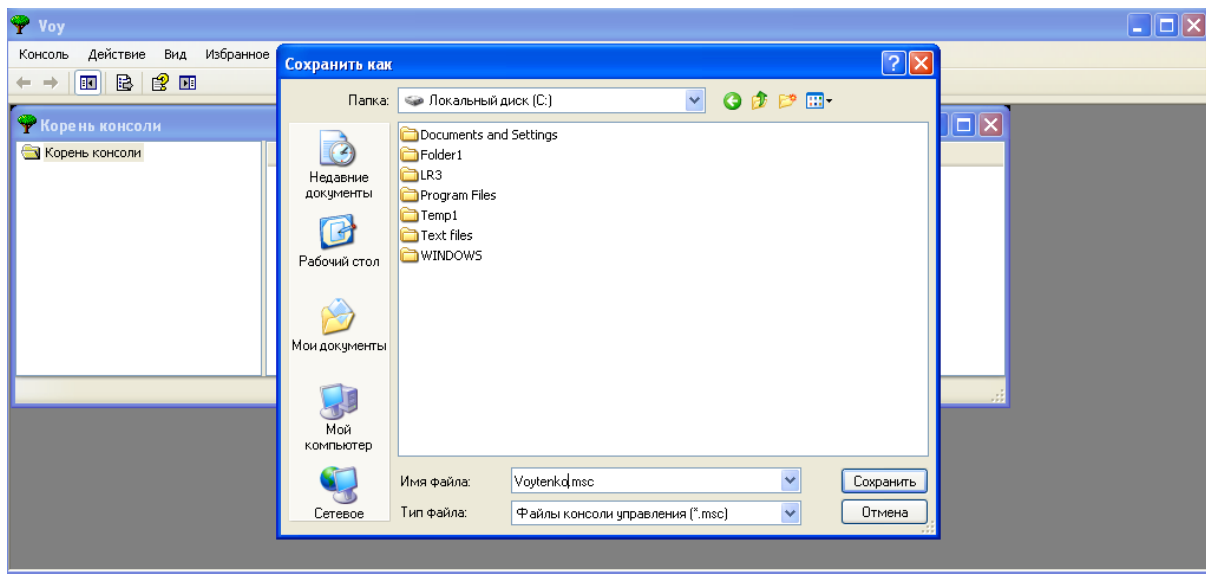 Voy
Консоль Действие Вид Избранное
Сохранить как
Папка: Локальный диск (C:)
Корень консоли
Корень консоли
Недавние документы
Рабочий стол
Мои документы
Мой компьютер
Сетевое
Documents and Settings
Folder1
LR3
Program Files
Temp1
Text files
WINDOWS
Имя файла: Voytenko.msc Сохранить
Тип файла: Файлы консоли управления (*.msc) Отмена